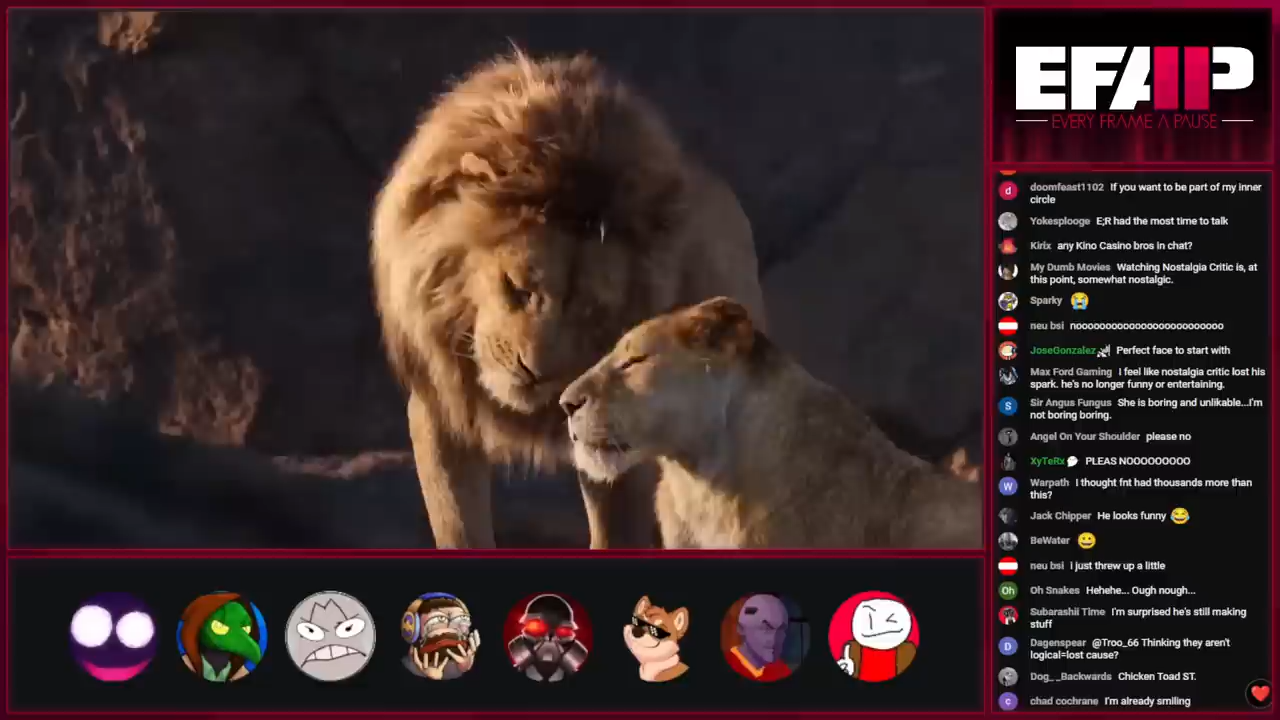 EFAP
EVERY FRAME A PAUSE
doomfeast1102 If you want to be part of my inner
circle
Yokesplooge E;R had the most time to talk
Kirix any Kino Casino bros in chat?
My Dumb Movies Watching Nostalgia Critic is, at
this point, somewhat nostalgic.
Sparky 😭
neu bsi noooooooooooooooooooooooo
JoseGonzalez Perfect face to start with
Max Ford Gaming I feel like nostalgia critic lost his
spark. he's no longer funny or entertaining.
Sir Angus Fungus She is boring and unlikable...I'm
not boring boring.
Angel On Your Shoulder please no
XyTeRx PLEAS NOOOOOOOOO
Warpath I thought fnt had thousands more than
this?
Jack Chipper He looks funny 😂
BeWater 😄
neu bsi I just threw up a little
Oh Snakes Hehehe... Ough nough...
Subarashii Time I'm surprised he's still making
stuff
Dagenspear @Troo_66 Thinking they aren't
logical=lost cause?
Dog_ _Backwards Chicken Toad ST.
chad cochrane I'm already smiling